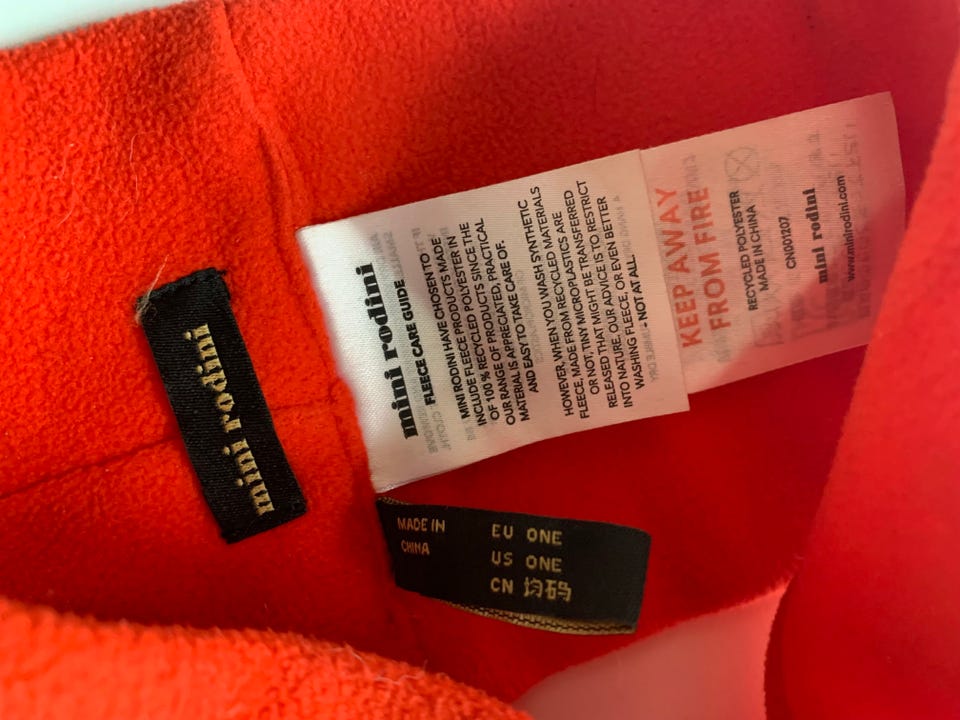 mini rodini
mini rodini
FLEECE CARE GUIDE
MINI RODINI HAVE CHOSEN TO
INCLUDE FLEECE PRODUCTS MADE
OF 100 % RECYCLED POLYESTER IN
OUR RANGE OF PRODUCTS SINCE THE
MATERIAL IS APPRECIATED, PRACTICAL
AND EASY TO TAKE CARE OF.
HOWEVER, WHEN YOU WASH SYNTHETIC
FLEECE, MADE FROM RECYCLED MATERIALS
OR NOT, TINY MICROPLASTICS ARE
RELEASED THAT MIGHT BE TRANSFERRED
INTO NATURE. OUR ADVICE IS TO RESTRICT
WASHING FLEECE, OR EVEN BETTER
- NOT AT ALL.
KEEP AWAY
FROM FIRE
RECYCLED POLYESTER
MADE IN CHINA
CN001207
mini rodini
www.minirodini.com
MADE IN
CHINA
EU ONE
US ONE
CN 均码